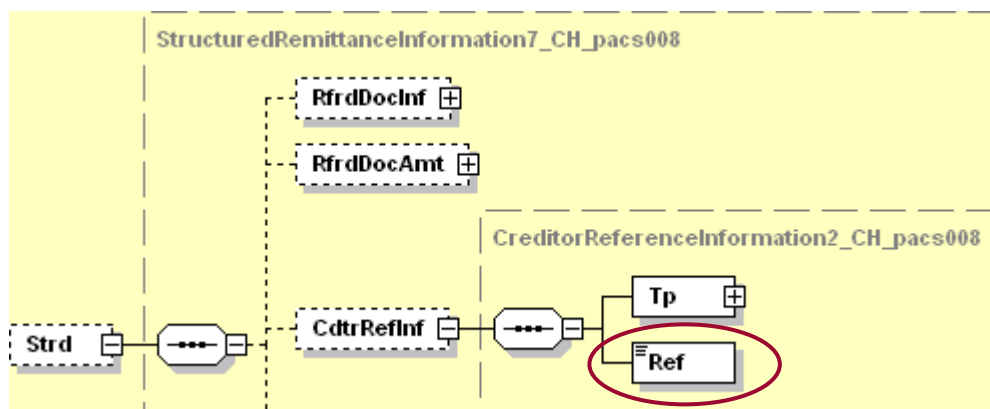 StructuredRemittanceInformation7_CH_pacs008
RfrdDocInf
RfrdDocAmt
CreditorReferenceInformation2_CH_pacs008
Tp
Strd
CdtrRefInf
Ref